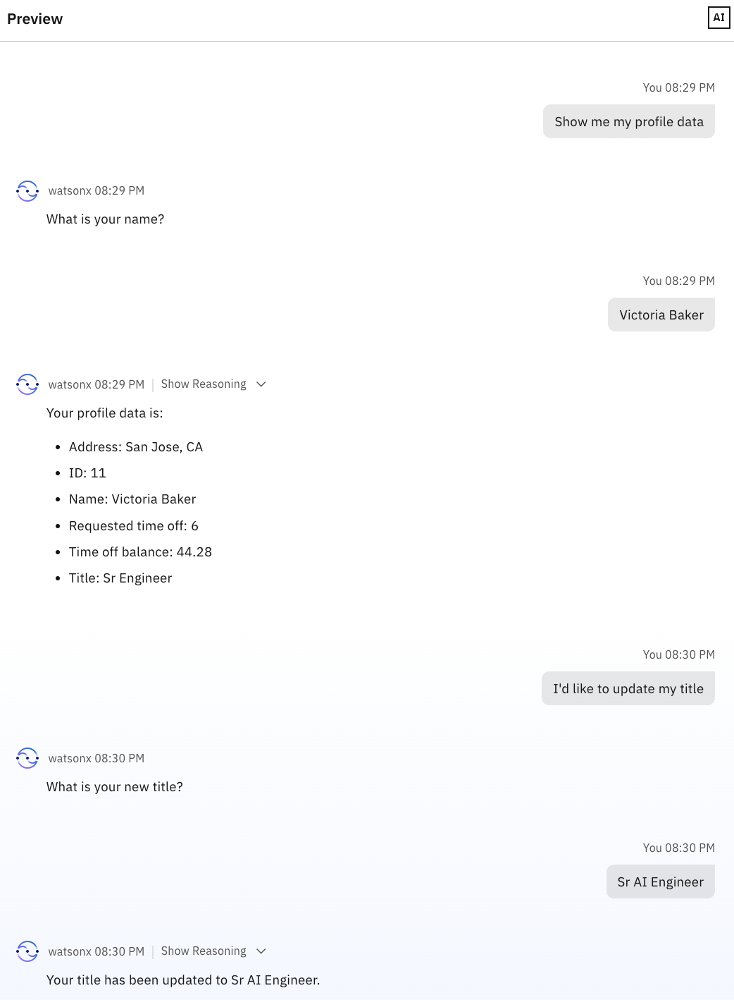 Preview
AI
You 08:29 PM
Show me my profile data
watsonx 08:29 PM
What is your name?
You 08:29 PM
Victoria Baker
watsonx 08:29 PM | Show Reasoning
Your profile data is:
• Address: San Jose, CA
• ID: 11
• Name: Victoria Baker
• Requested time off: 6
• Time off balance: 44.28
• Title: Sr Engineer
You 08:30 PM
I'd like to update my title
watsonx 08:30 PM
What is your new title?
You 08:30 PM
Sr AI Engineer
watsonx 08:30 PM | Show Reasoning
Your title has been updated to Sr AI Engineer.